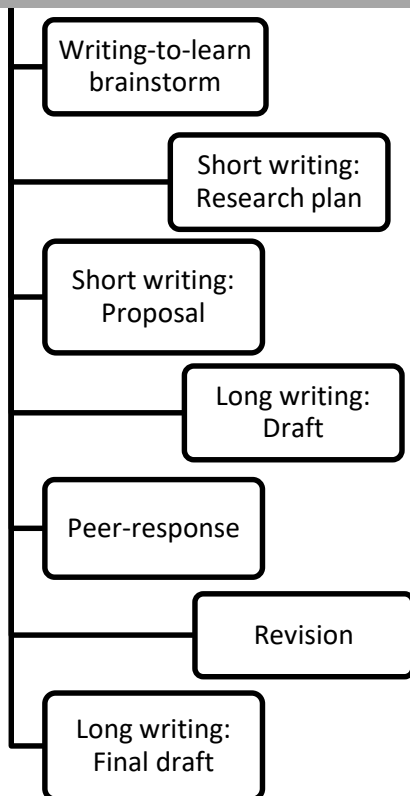 Writing-to-learn
brainstorm
Short writing:
Research plan
Short writing:
Proposal
Long writing:
Draft
Peer-response
Revision
Long writing:
Final draft